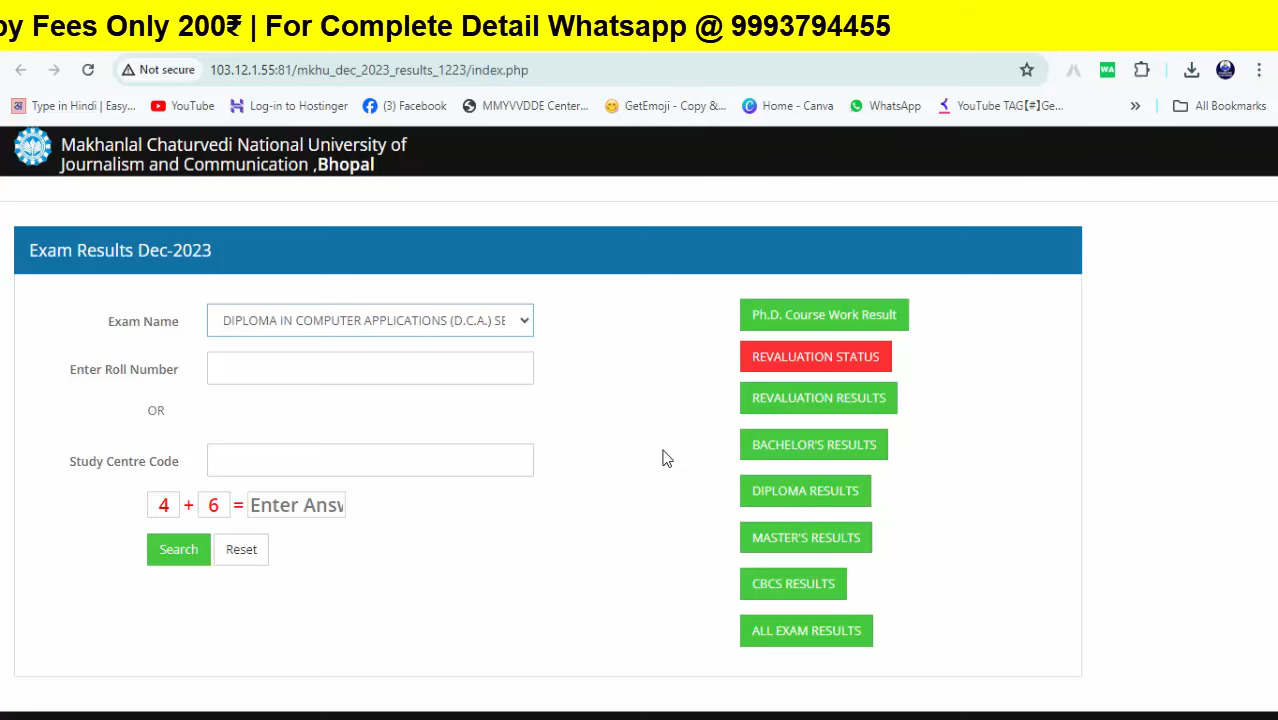 by Fees Only 200₹ | For Complete Detail Whatsapp @ 9993794455
Not secure 103.12.1.55:81/mkhu_dec_2023_results_1223/index.php
WA
अ Type in Hindi | Easy... YouTube Log-in to Hostinger (3) Facebook MMYVVDDE Center... GetEmoji - Copy &... Home - Canva WhatsApp YouTube TAG【#】Ge... » All Bookmarks
Makhanlal Chaturvedi National University of
Journalism and Communication ,Bhopal
Exam Results Dec-2023
Exam Name DIPLOMA IN COMPUTER APPLICATIONS (D.C.A.) SE
Enter Roll Number
OR
Study Centre Code
4 + 6 = Enter Answ
Search Reset
Ph.D. Course Work Result
REVALUATION STATUS
REVALUATION RESULTS
BACHELOR'S RESULTS
DIPLOMA RESULTS
MASTER'S RESULTS
CBCS RESULTS
ALL EXAM RESULTS